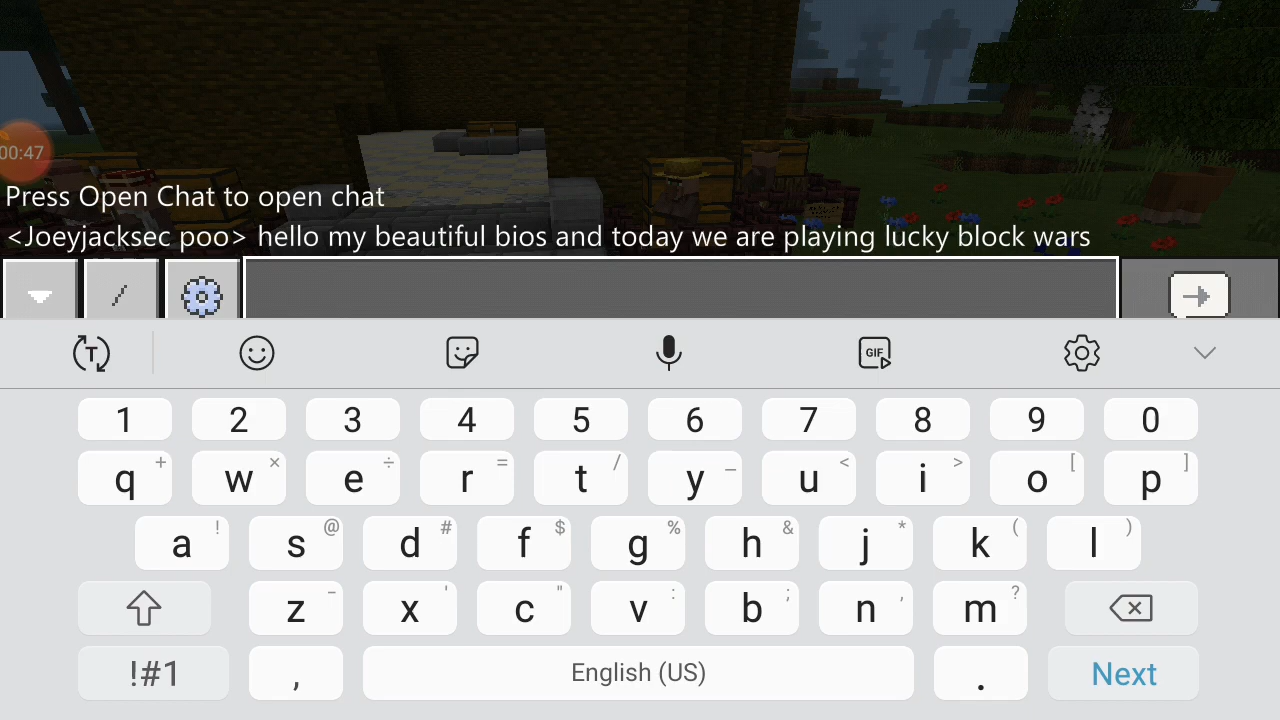 00:47
Press Open Chat to open chat
<Joeyjacksec poo> hello my beautiful bios and today we are playing lucky block wars
/
T GIF
1 2 3 4 5 6 7 8 9 0
q + w × e ÷ r = t / y _ u < i > o [ p ]
a ! s @ d # f $ g % h & j * k ( l )
z - x ' c " v : b ; n , m ?
!#1 , English (US) . Next